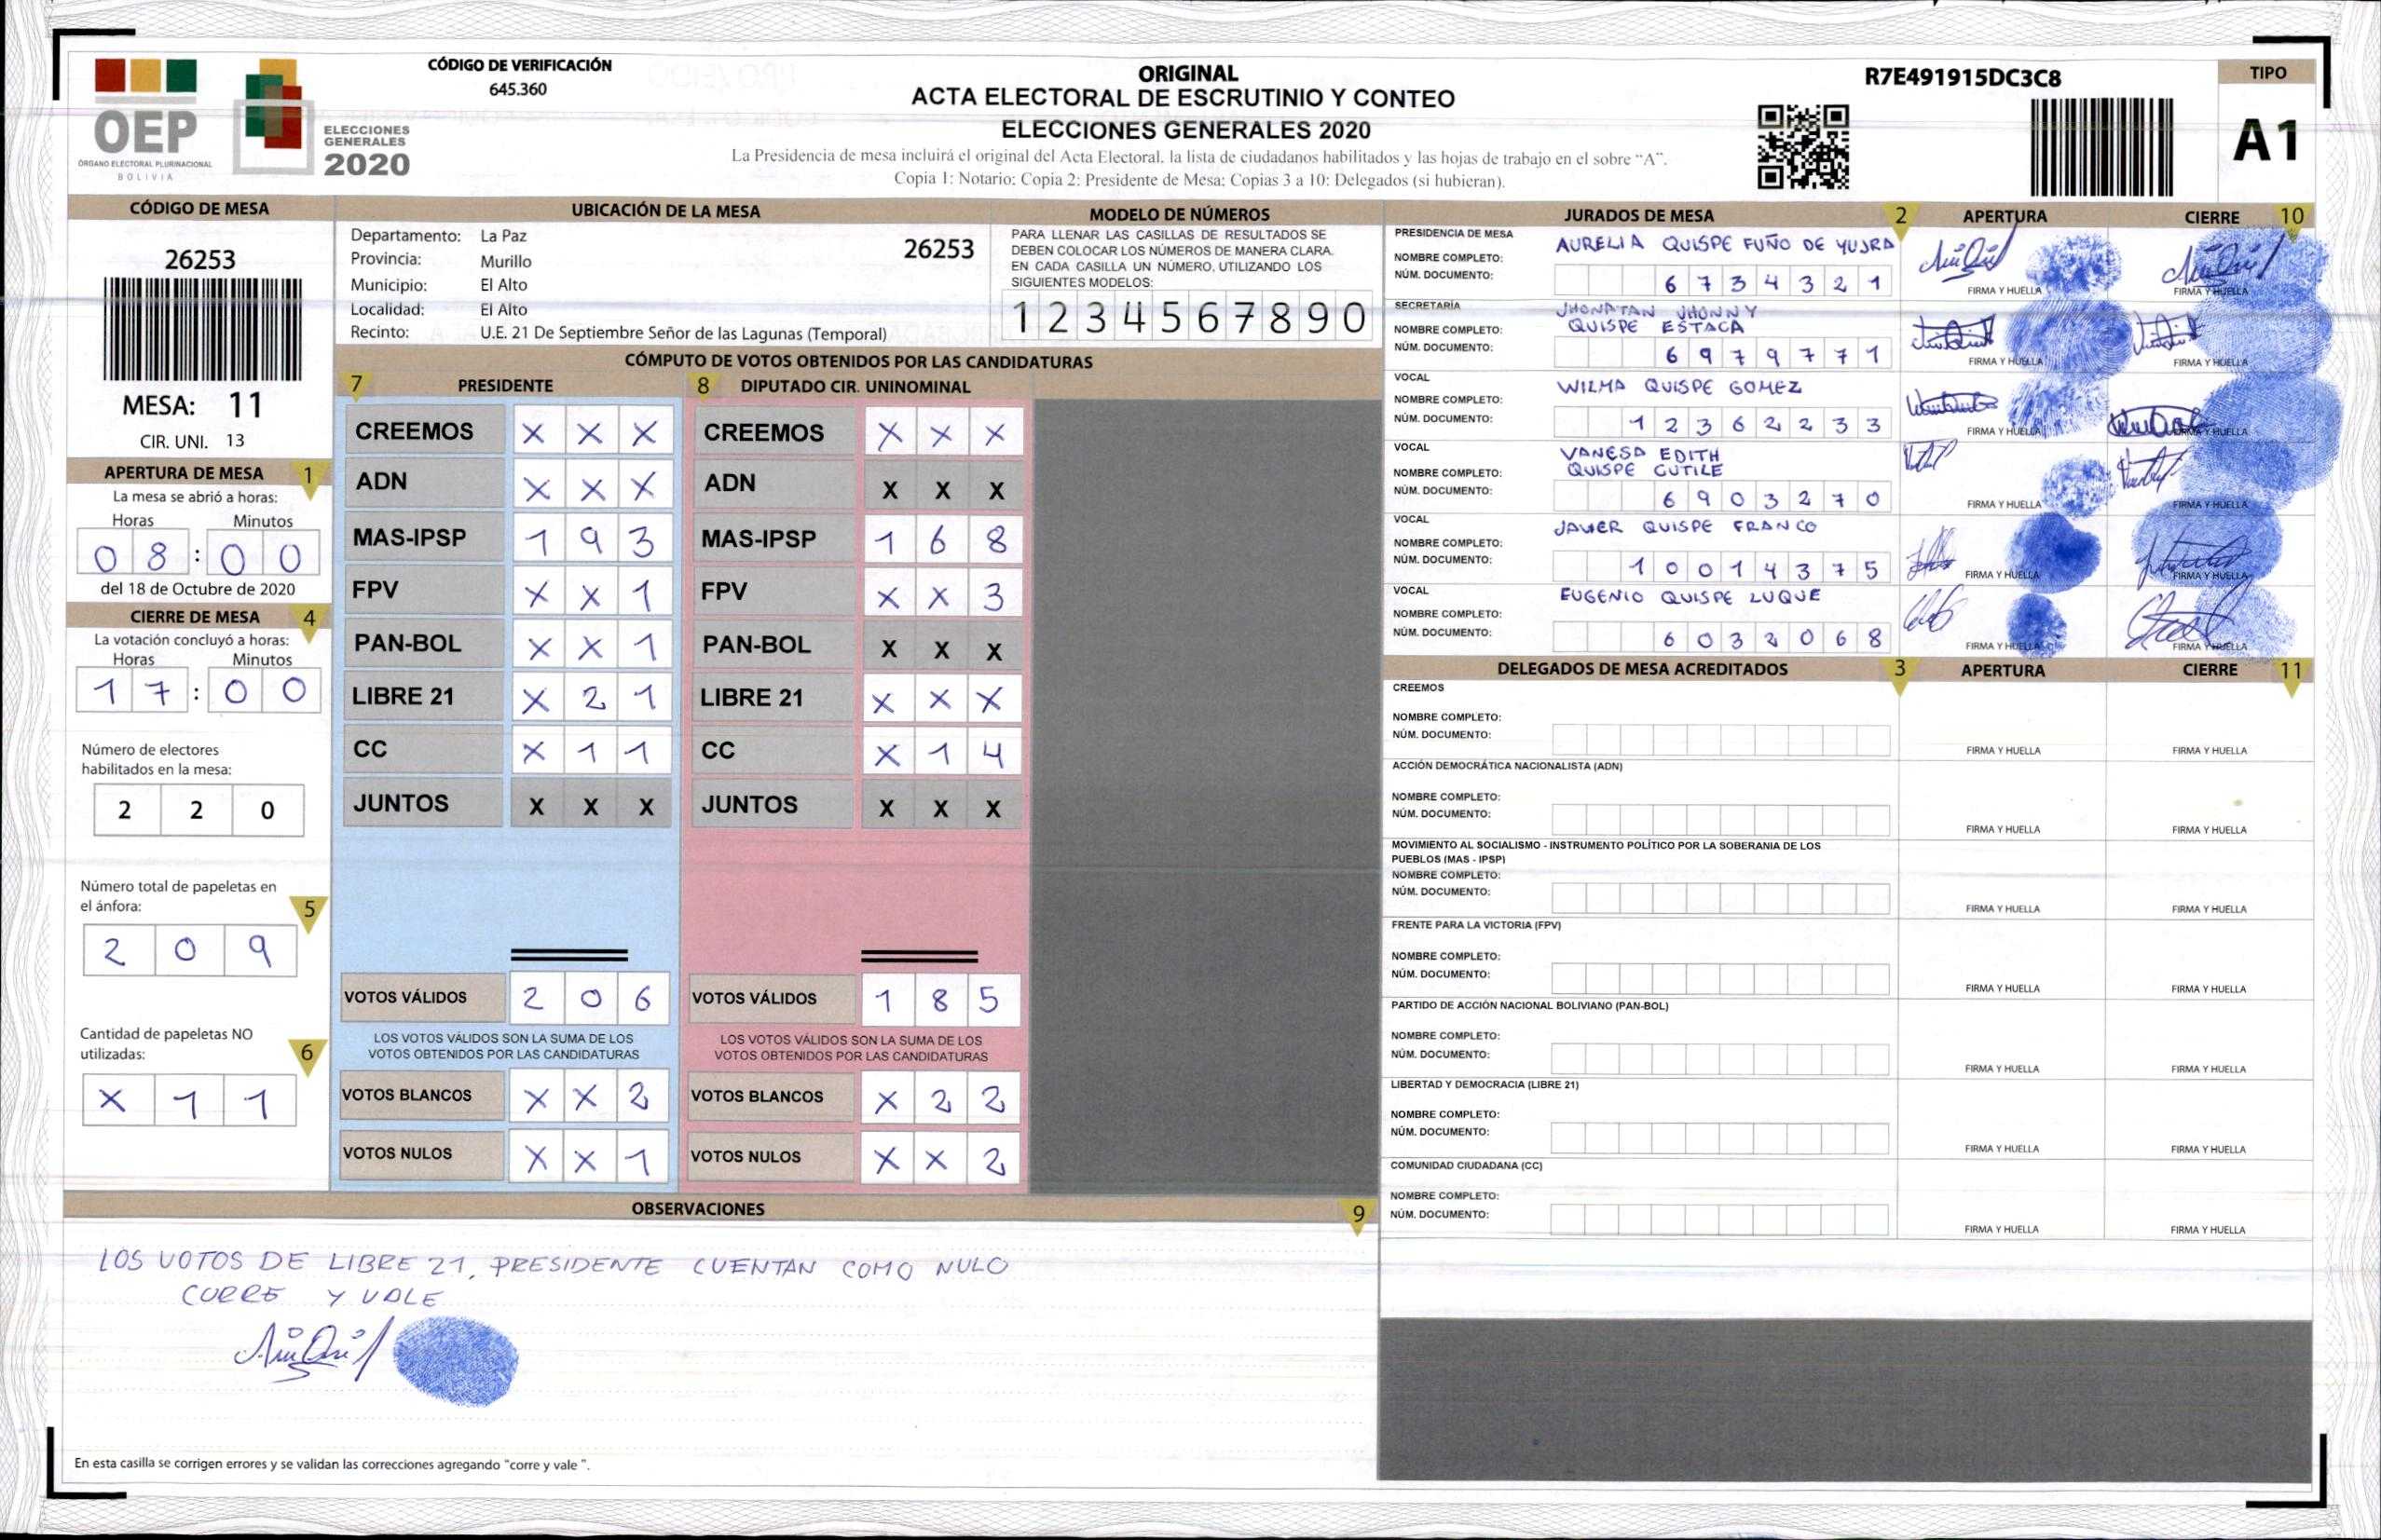 OEP
ÓRGANO ELECTORAL PLURINACIONAL
BOLIVIA
ELECCIONES
GENERALES
2020
CÓDIGO DE VERIFICACIÓN
645.360
ORIGINAL
ACTA ELECTORAL DE ESCRUTINIO Y CONTEO
ELECCIONES GENERALES 2020
La Presidencia de mesa incluirá el original del Acta Electoral, la lista de ciudadanos habilitados y las hojas de trabajo en el sobre “A”.
Copia 1: Notario; Copia 2: Presidente de Mesa; Copias 3 a 10: Delegados (si hubieran).
R7E491915DC3C8
TIPO
A1
CÓDIGO DE MESA
26253
MESA: 11
CIR. UNI. 13
APERTURA DE MESA 1
La mesa se abrió a horas:
Horas Minutos
0 8 : 0 0
del 18 de Octubre de 2020
CIERRE DE MESA 4
La votación concluyó a horas:
Horas Minutos
1 7 : 0 0
Número de electores
habilitados en la mesa:
2 2 0
Número total de papeletas en
el ánfora: 5
2 0 9
Cantidad de papeletas NO
utilizadas: 6
X 1 1
UBICACIÓN DE LA MESA
Departamento: La Paz
26253
Provincia: Murillo
Municipio: El Alto
Localidad: El Alto
Recinto: U.E. 21 De Septiembre Señor de las Lagunas (Temporal)
MODELO DE NÚMEROS
PARA LLENAR LAS CASILLAS DE RESULTADOS SE
DEBEN COLOCAR LOS NÚMEROS DE MANERA CLARA.
EN CADA CASILLA UN NÚMERO, UTILIZANDO LOS
SIGUIENTES MODELOS:
1 2 3 4 5 6 7 8 9 0
CÓMPUTO DE VOTOS OBTENIDOS POR LAS CANDIDATURAS
7 PRESIDENTE
CREEMOS X X X
ADN X X X
MAS-IPSP 1 9 3
FPV X X 1
PAN-BOL X X 1
LIBRE 21 X 2 1
CC X 1 1
JUNTOS X X X
VOTOS VÁLIDOS 2 0 6
LOS VOTOS VÁLIDOS SON LA SUMA DE LOS
VOTOS OBTENIDOS POR LAS CANDIDATURAS
VOTOS BLANCOS X X 2
VOTOS NULOS X X 1
8 DIPUTADO CIR. UNINOMINAL
CREEMOS X X X
ADN X X X
MAS-IPSP 1 6 8
FPV X X 3
PAN-BOL X X X
LIBRE 21 X X X
CC X 1 4
JUNTOS X X X
VOTOS VÁLIDOS 1 8 5
LOS VOTOS VÁLIDOS SON LA SUMA DE LOS
VOTOS OBTENIDOS POR LAS CANDIDATURAS
VOTOS BLANCOS X 2 2
VOTOS NULOS X X 2
OBSERVACIONES 9
LOS VOTOS DE LIBRE 21, PRESIDENTE CUENTAN COMO NULO
CORRE Y VALE
En esta casilla se corrigen errores y se validan las correcciones agregando “corre y vale ”.
JURADOS DE MESA 2 APERTURA CIERRE 10
PRESIDENCIA DE MESA
NOMBRE COMPLETO: AURELIA QUISPE FUÑO DE YUJRA
NÚM. DOCUMENTO: 6 7 3 4 3 2 1
FIRMA Y HUELLA FIRMA Y HUELLA
SECRETARÍA
JHONATAN JHONNY
NOMBRE COMPLETO: QUISPE ESTACA
NÚM. DOCUMENTO: 6 9 7 9 7 7 1
FIRMA Y HUELLA FIRMA Y HUELLA
VOCAL
NOMBRE COMPLETO: WILMA QUISPE GOMEZ
NÚM. DOCUMENTO: 1 2 3 6 2 2 3 3
FIRMA Y HUELLA FIRMA Y HUELLA
VOCAL
VANESA EDITH
NOMBRE COMPLETO: QUISPE CUTILE
NÚM. DOCUMENTO: 6 9 0 3 2 7 0
FIRMA Y HUELLA FIRMA Y HUELLA
VOCAL
NOMBRE COMPLETO: JAVIER QUISPE FRANCO
NÚM. DOCUMENTO: 1 0 0 1 4 3 7 5
FIRMA Y HUELLA FIRMA Y HUELLA
VOCAL
NOMBRE COMPLETO: EUGENIO QUISPE LUQUE
NÚM. DOCUMENTO: 6 0 3 2 0 6 8
FIRMA Y HUELLA FIRMA Y HUELLA
DELEGADOS DE MESA ACREDITADOS 3 APERTURA CIERRE 11
CREEMOS
NOMBRE COMPLETO:
NÚM. DOCUMENTO:
FIRMA Y HUELLA FIRMA Y HUELLA
ACCIÓN DEMOCRÁTICA NACIONALISTA (ADN)
NOMBRE COMPLETO:
NÚM. DOCUMENTO:
FIRMA Y HUELLA FIRMA Y HUELLA
MOVIMIENTO AL SOCIALISMO - INSTRUMENTO POLÍTICO POR LA SOBERANIA DE LOS
PUEBLOS (MAS - IPSP)
NOMBRE COMPLETO:
NÚM. DOCUMENTO:
FIRMA Y HUELLA FIRMA Y HUELLA
FRENTE PARA LA VICTORIA (FPV)
NOMBRE COMPLETO:
NÚM. DOCUMENTO:
FIRMA Y HUELLA FIRMA Y HUELLA
PARTIDO DE ACCIÓN NACIONAL BOLIVIANO (PAN-BOL)
NOMBRE COMPLETO:
NÚM. DOCUMENTO:
FIRMA Y HUELLA FIRMA Y HUELLA
LIBERTAD Y DEMOCRACIA (LIBRE 21)
NOMBRE COMPLETO:
NÚM. DOCUMENTO:
FIRMA Y HUELLA FIRMA Y HUELLA
COMUNIDAD CIUDADANA (CC)
NOMBRE COMPLETO:
NÚM. DOCUMENTO:
FIRMA Y HUELLA FIRMA Y HUELLA